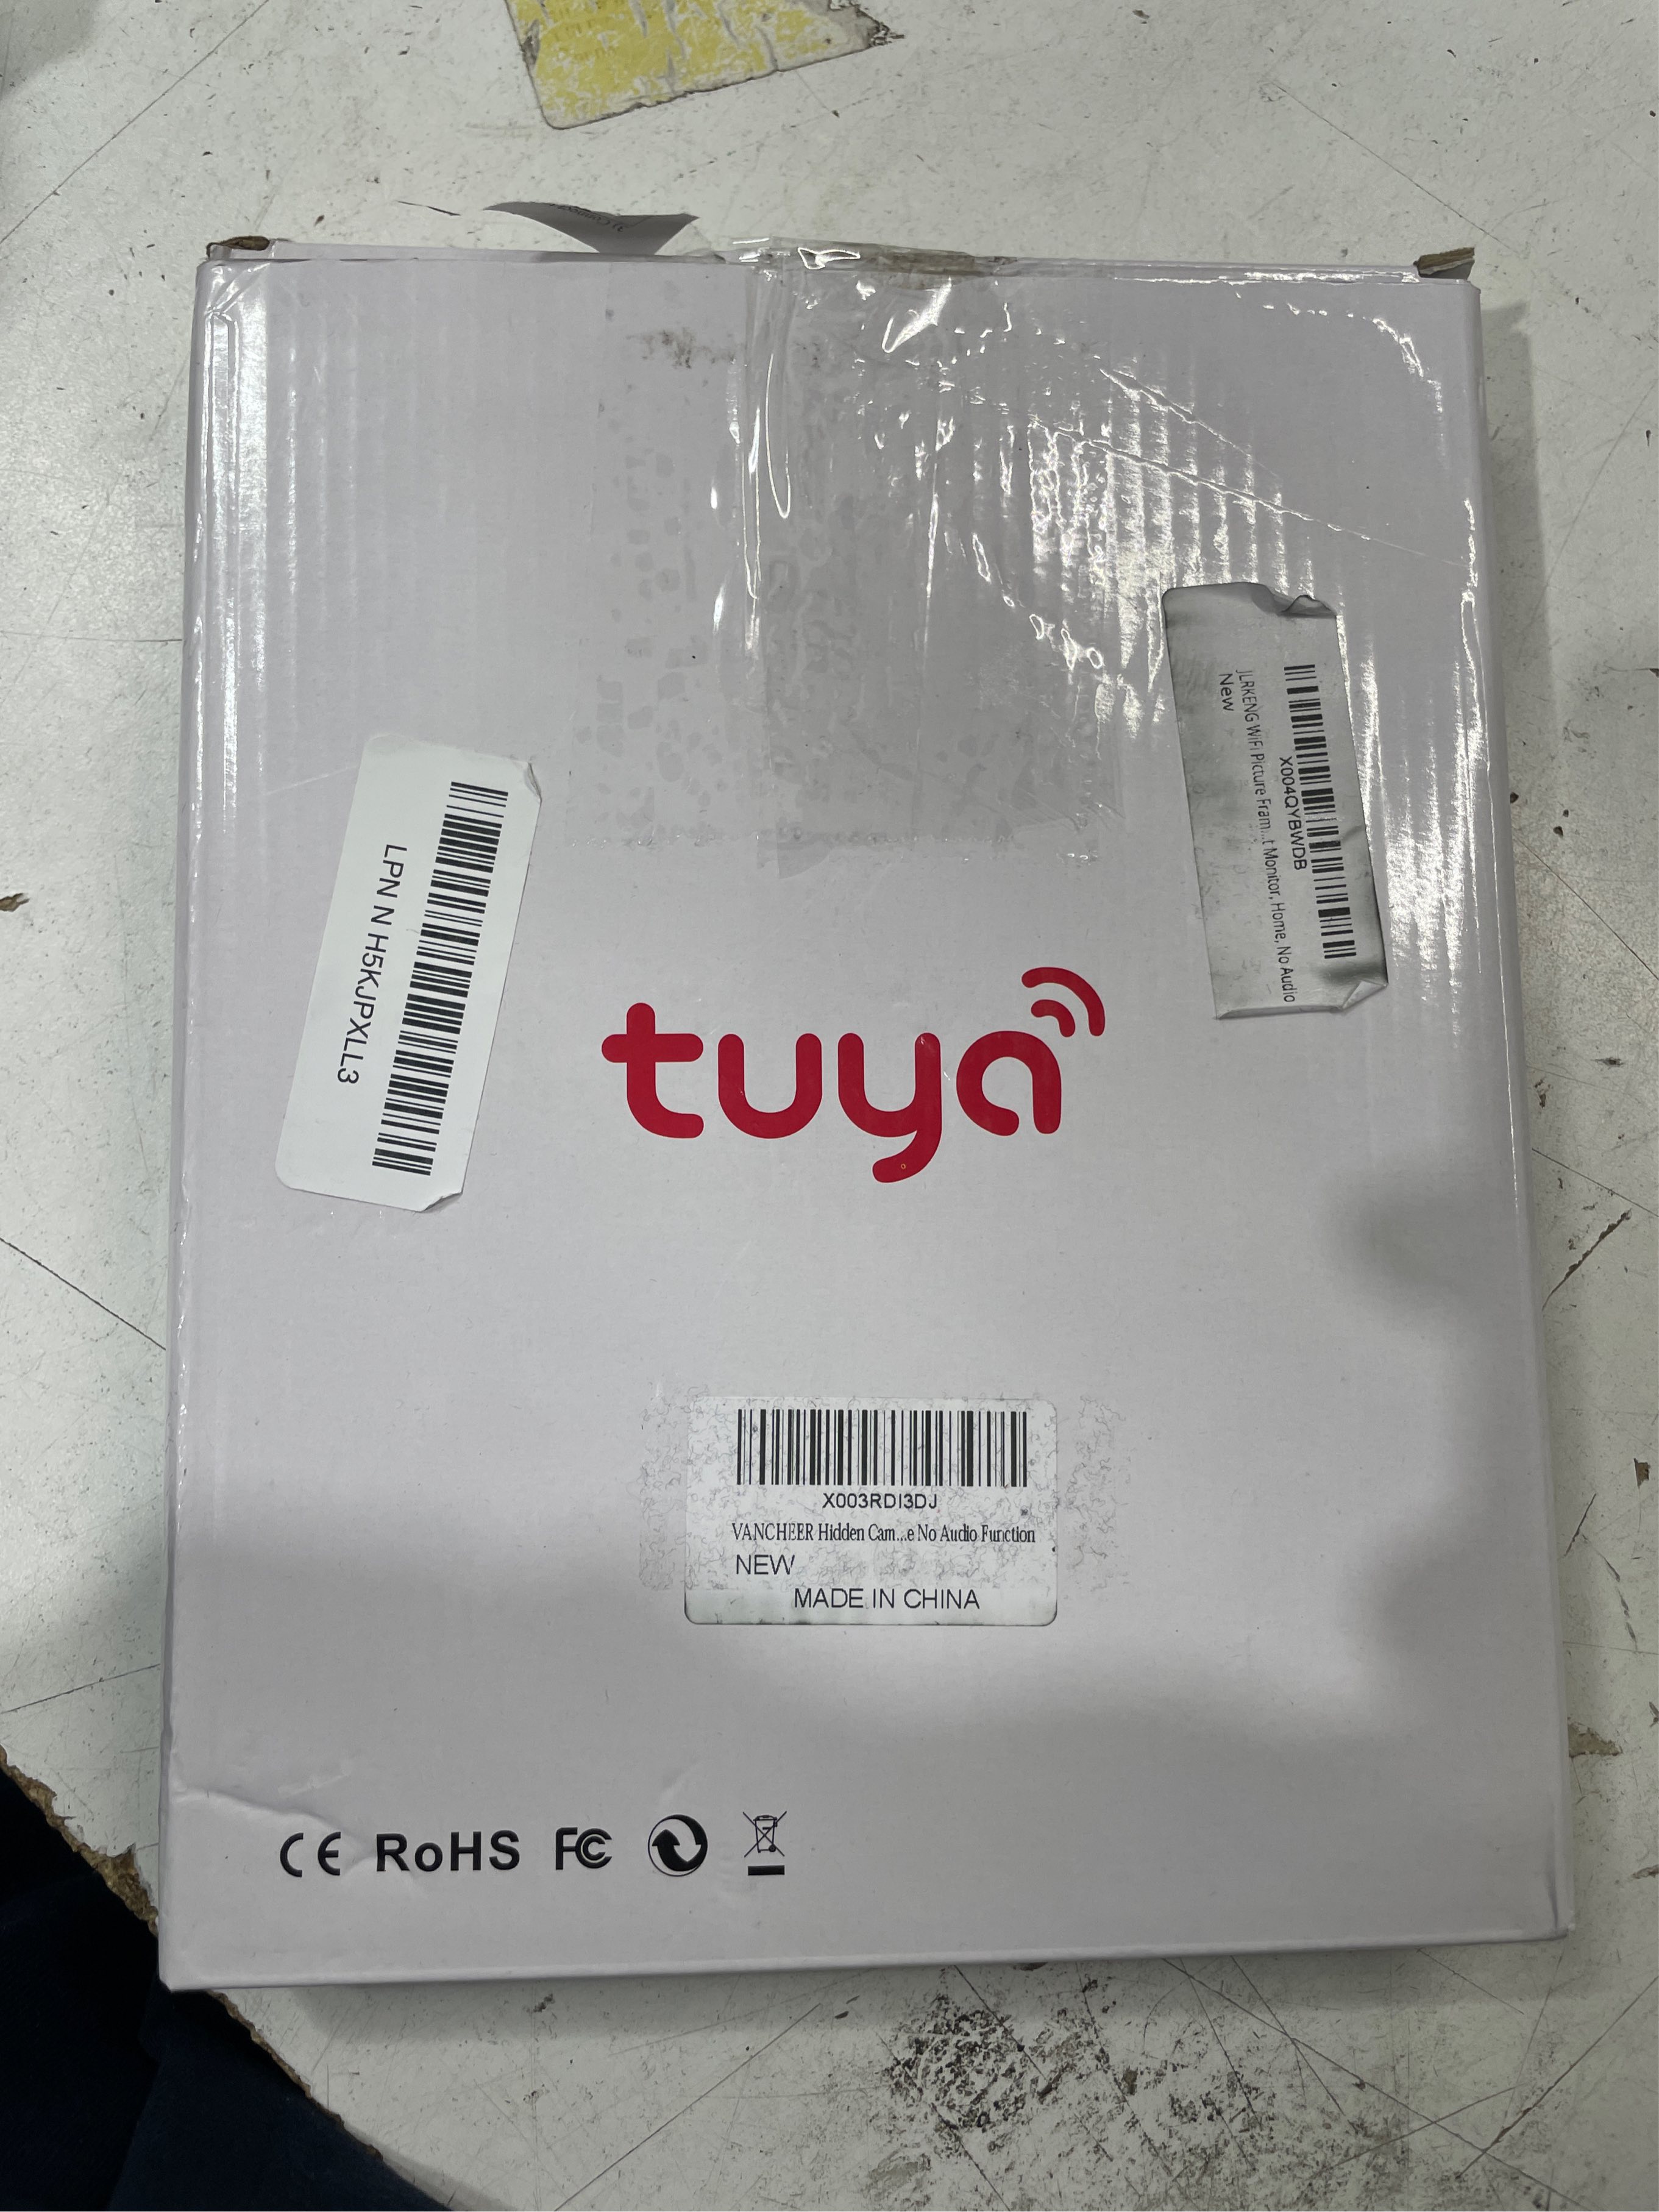 X004QYBWDB
JLRKENG WiFi Picture Fram...t Monitor, Home, No Audio
New
LPN N H5KJPXLL3
tuya
X003RDI3DJ
VANCHEER Hidden Cam...e No Audio Function
NEW
MADE IN CHINA
CE RoHS FC